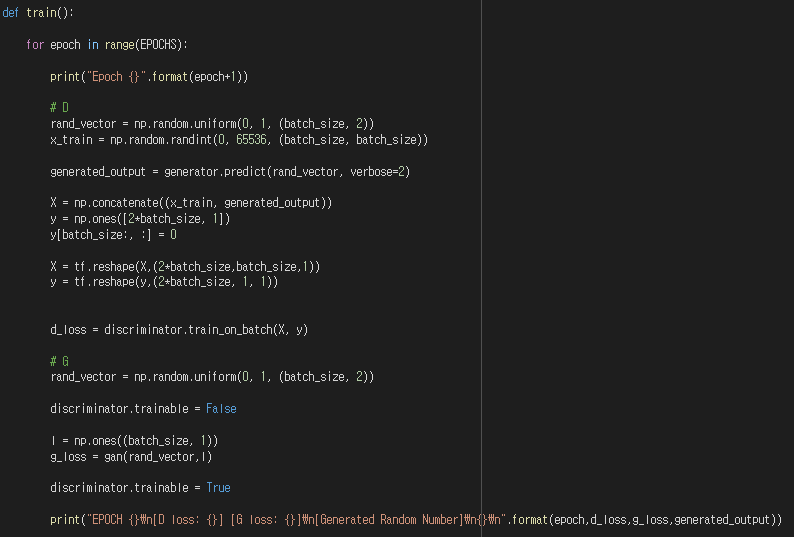 def train():
for epoch in range(EPOCHS):
print("Epoch {}".format(epoch+1))
# D
rand_vector = np.random.uniform(0, 1, (batch_size, 2))
x_train = np.random.randint(0, 65536, (batch_size, batch_size))
generated_output = generator.predict(rand_vector, verbose=2)
X = np.concatenate((x_train, generated_output))
y = np.ones([2*batch_size, 1])
y[batch_size:, :] = 0
X = tf.reshape(X,(2*batch_size,batch_size,1))
y = tf.reshape(y,(2*batch_size, 1, 1))
d_loss = discriminator.train_on_batch(X, y)
# G
rand_vector = np.random.uniform(0, 1, (batch_size, 2))
discriminator.trainable = False
l = np.ones((batch_size, 1))
g_loss = gan(rand_vector,l)
discriminator.trainable = True
print("EPOCH {}₩n[D loss: {}] [G loss: {}]₩n[Generated Random Number]₩n{}₩n".format(epoch,d_loss,g_loss,generated_output))